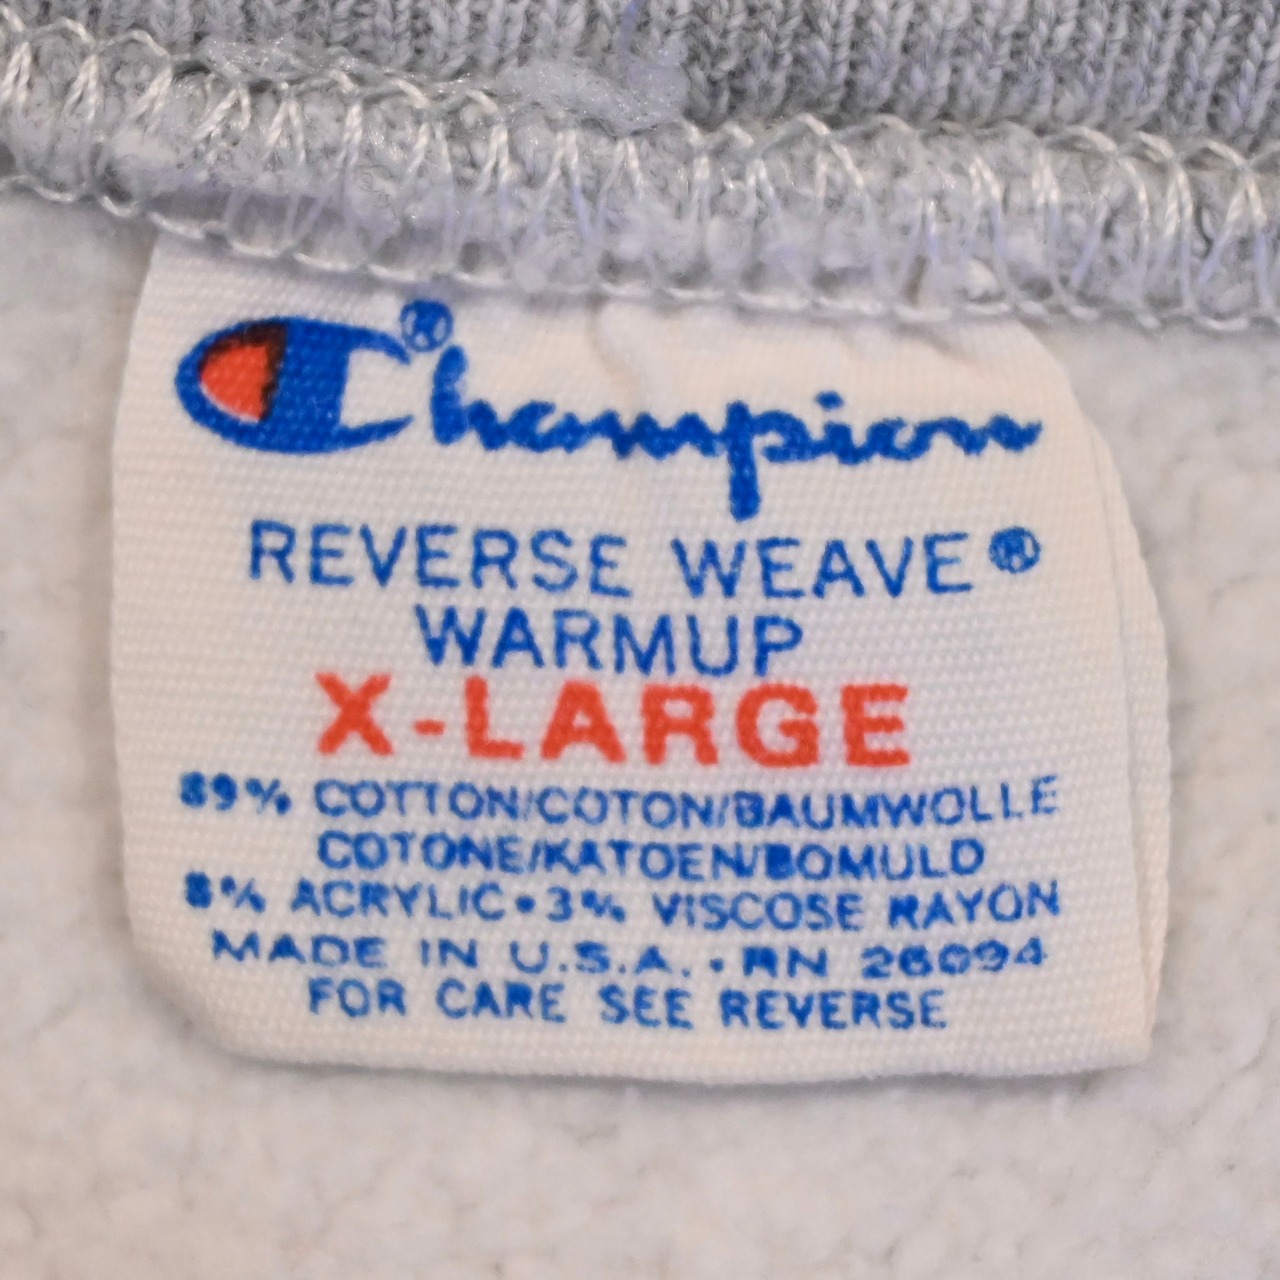 Champion®
REVERSE WEAVE®
WARMUP
X-LARGE
89% COTTON/COTON/BAUMWOLLE
COTONE/KATOEN/BOMULD
8% ACRYLIC•3% VISCOSE RAYON
MADE IN U.S.A.•RN 26094
FOR CARE SEE REVERSE